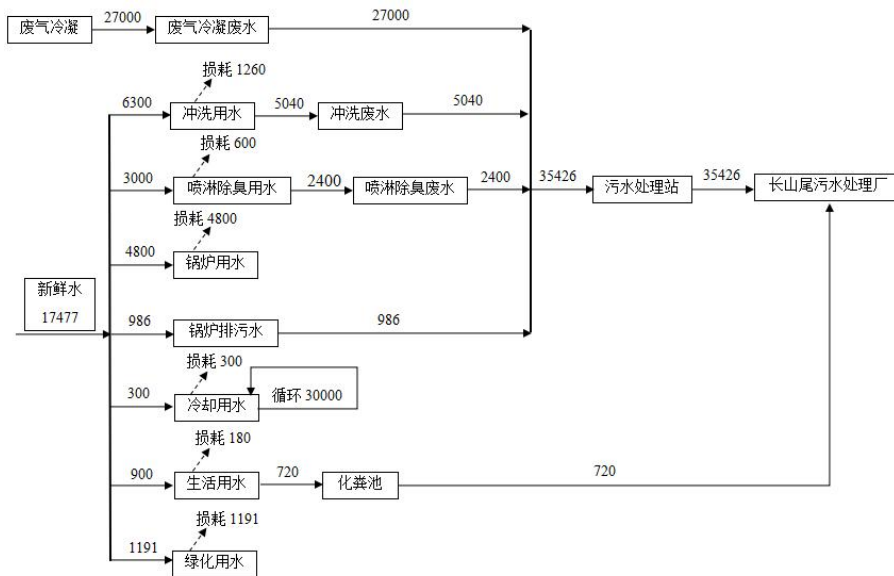 27000
27000
废气冷凝
废气冷凝废水
损耗 1260
6300
5040
5040
冲洗用水
冲洗废水
损耗 600
3000
2400
2400
35426
35426
喷淋除臭用水
喷淋除臭废水
污水处理站
长山尾污水处理厂
损耗 4800
4800
锅炉用水
新鲜水
17477
986
986
锅炉排污水
损耗 300
300
循环 30000
冷却用水
损耗 180
900
720
720
生活用水
化粪池
损耗 1191
1191
绿化用水